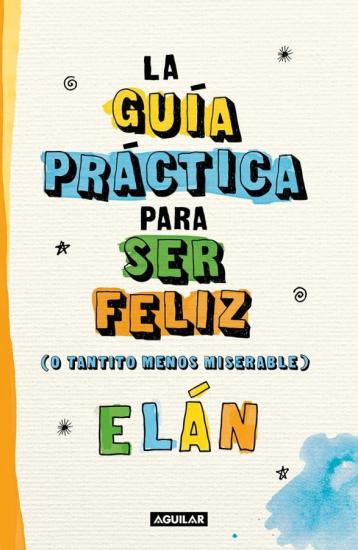 LA
GUÍA
PRÁCTICA
PARA
SER
FELIZ
(O TANTITO MENOS MISERABLE)
ELÁN
AGUILAR